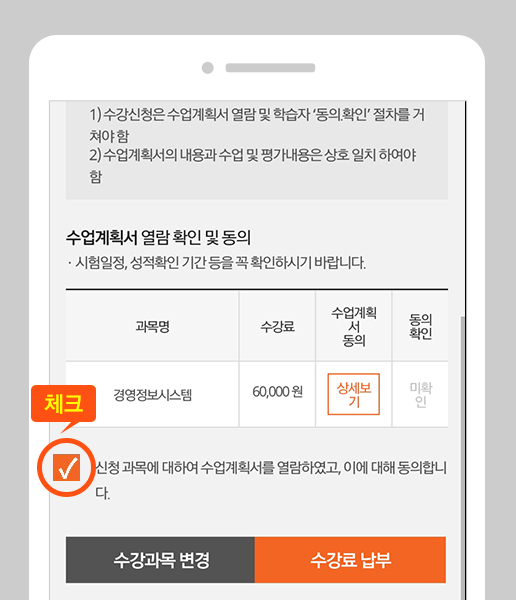 1) 수강신청은 수업계획서 열람 및 학습자 ‘동의.확인’ 절차를 거
쳐야 함
2) 수업계획서의 내용과 수업 및 평가내용은 상호 일치 하여야
함
수업계획서 열람 확인 및 동의
· 시험일정, 성적확인 기간 등을 꼭 확인하시기 바랍니다.
과목명
수강료
수업계획
서
동의
동의
확인
경영정보시스템
60,000 원
상세보
기
미확
인
체크
신청 과목에 대하여 수업계획서를 열람하였고, 이에 대해 동의합니
다.
수강과목 변경
수강료 납부